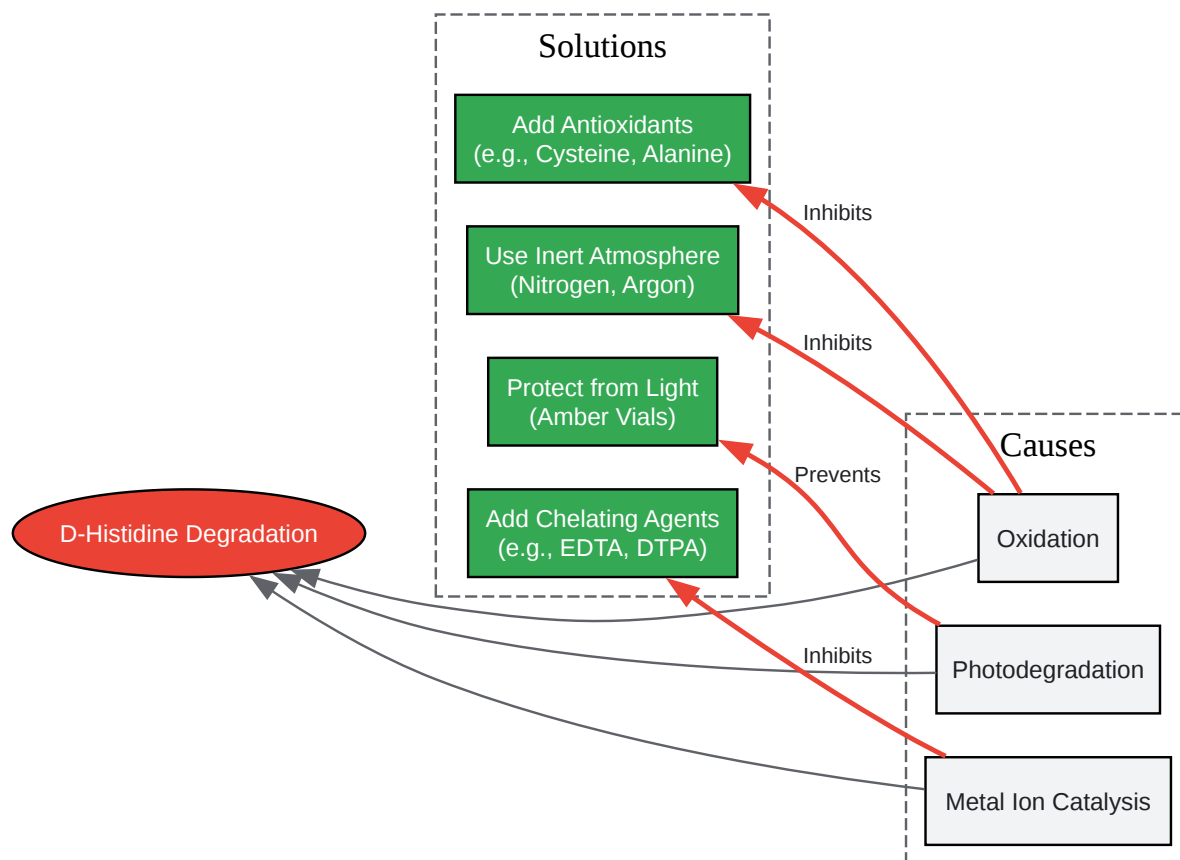 Solutions
Add Antioxidants
(e.g., Cysteine, Alanine)
Inhibits
Use Inert Atmosphere
(Nitrogen, Argon)
Inhibits
Protect from Light
(Amber Vials)
Prevents
Add Chelating Agents
(e.g., EDTA, DTPA)
Inhibits
D-Histidine Degradation
Causes
Oxidation
Photodegradation
Metal Ion Catalysis